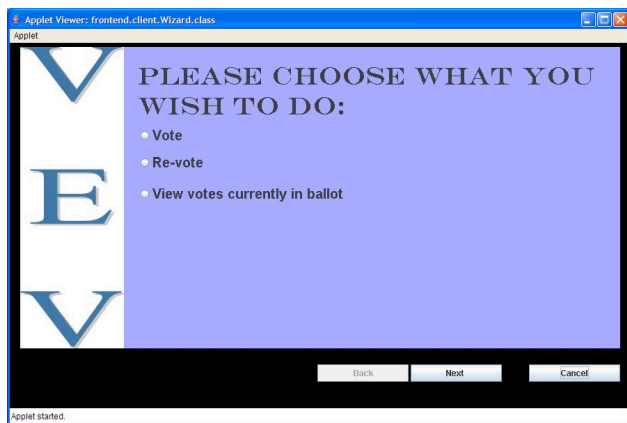 Applet Viewer: frontend.client.Wizard.class
Applet
V
E
V
PLEASE CHOOSE WHAT YOU
WISH TO DO:
Vote
Re-vote
View votes currently in ballot
Back
Next
Cancel
Applet started.